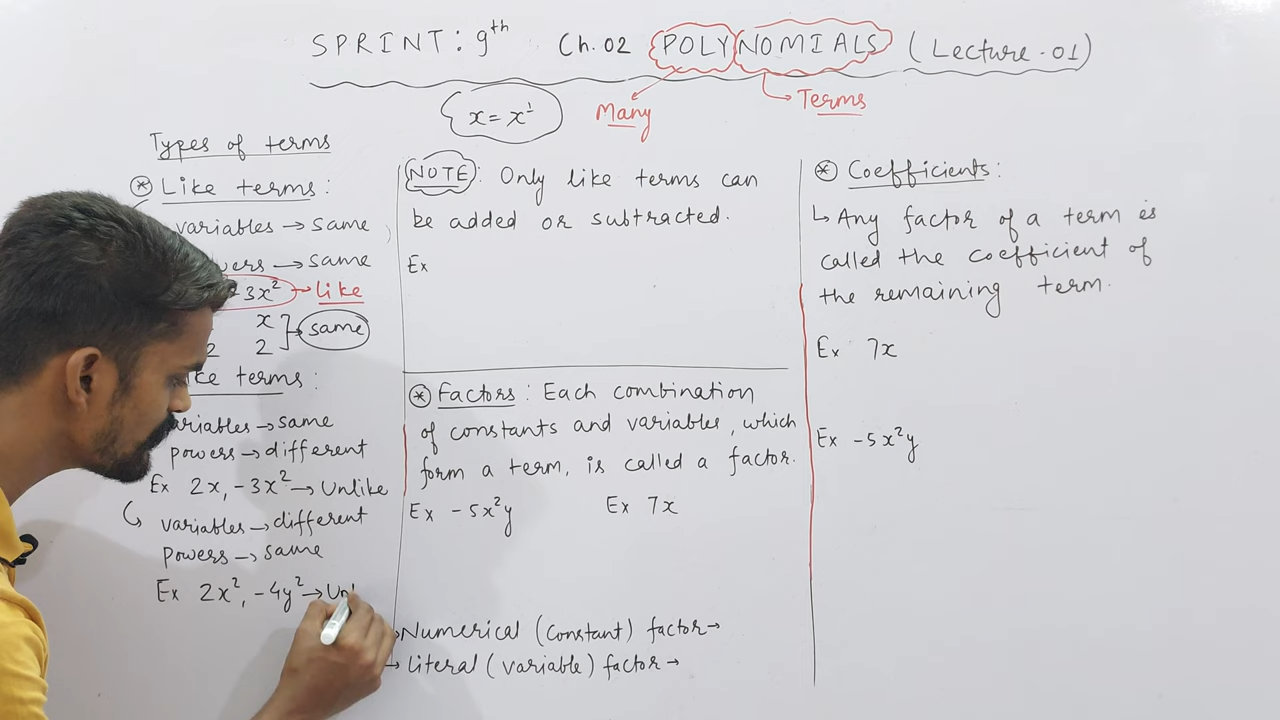 SPRINT: 9th Ch. 02 POLYNOMIALS (Lecture-01)
Many
Terms
x = x¹
Types of terms
* Like terms:
variables → same
→ same
-3x² → like
x
2 2
same
terms:
variables → same
powers → different
Ex 2x, -3x² → Unlike
variables → different
powers → same
Ex 2x², -4y² →
NOTE: Only like terms can
be added or subtracted.
Ex
* Factors: Each combination
of constants and variables, which
form a term, is called a factor.
Ex -5x²y Ex 7x
Numerical (constant) factor→
→ literal (variable) factor →
* Coefficients:
↳ Any factor of a term is
called the coefficient of
the remaining term.
Ex 7x
Ex -5x²y